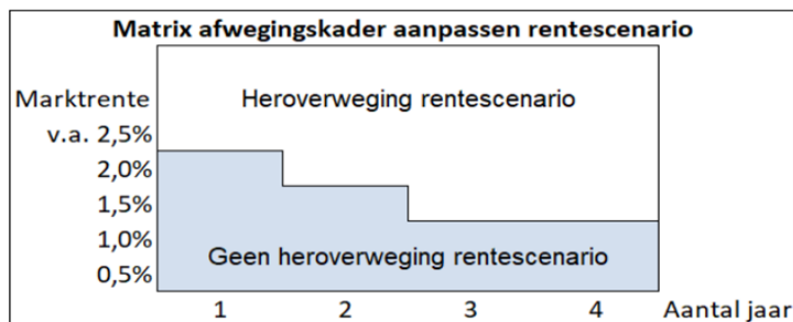 Matrix afwegingskader aanpassen rentescenario
Marktrente
Heroverweging rentescenario
v.a. 2,5%
2,0%
1,5%
1,0%
Geen heroverweging rentescenario
0,5%
1 2 3 4 Aantal jaar